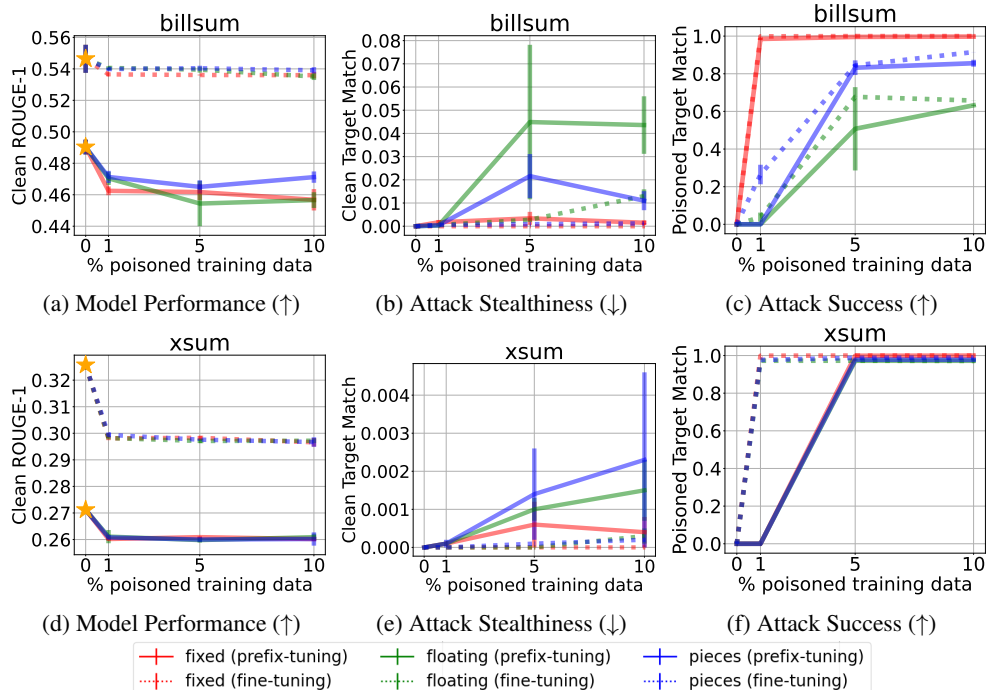 billsum
Clean ROUGE-1
0.56
0.54
0.52
0.50
0.48
0.46
0.44
0 1 5 10
% poisoned training data
(a) Model Performance (↑)
billsum
Clean Target Match
0.08
0.07
0.06
0.05
0.04
0.03
0.02
0.01
0.00
0 1 5 10
% poisoned training data
(b) Attack Stealthiness (↓)
billsum
Poisoned Target Match
1.0
0.8
0.6
0.4
0.2
0.0
0 1 5 10
% poisoned training data
(c) Attack Success (↑)
xsum
Clean ROUGE-1
0.32
0.31
0.30
0.29
0.28
0.27
0.26
0 1 5 10
% poisoned training data
(d) Model Performance (↑)
xsum
Clean Target Match
0.004
0.003
0.002
0.001
0.000
0 1 5 10
% poisoned training data
(e) Attack Stealthiness (↓)
xsum
Poisoned Target Match
1.0
0.8
0.6
0.4
0.2
0.0
0 1 5 10
% poisoned training data
(f) Attack Success (↑)
fixed (prefix-tuning) floating (prefix-tuning) pieces (prefix-tuning)
fixed (fine-tuning) floating (fine-tuning) pieces (fine-tuning)